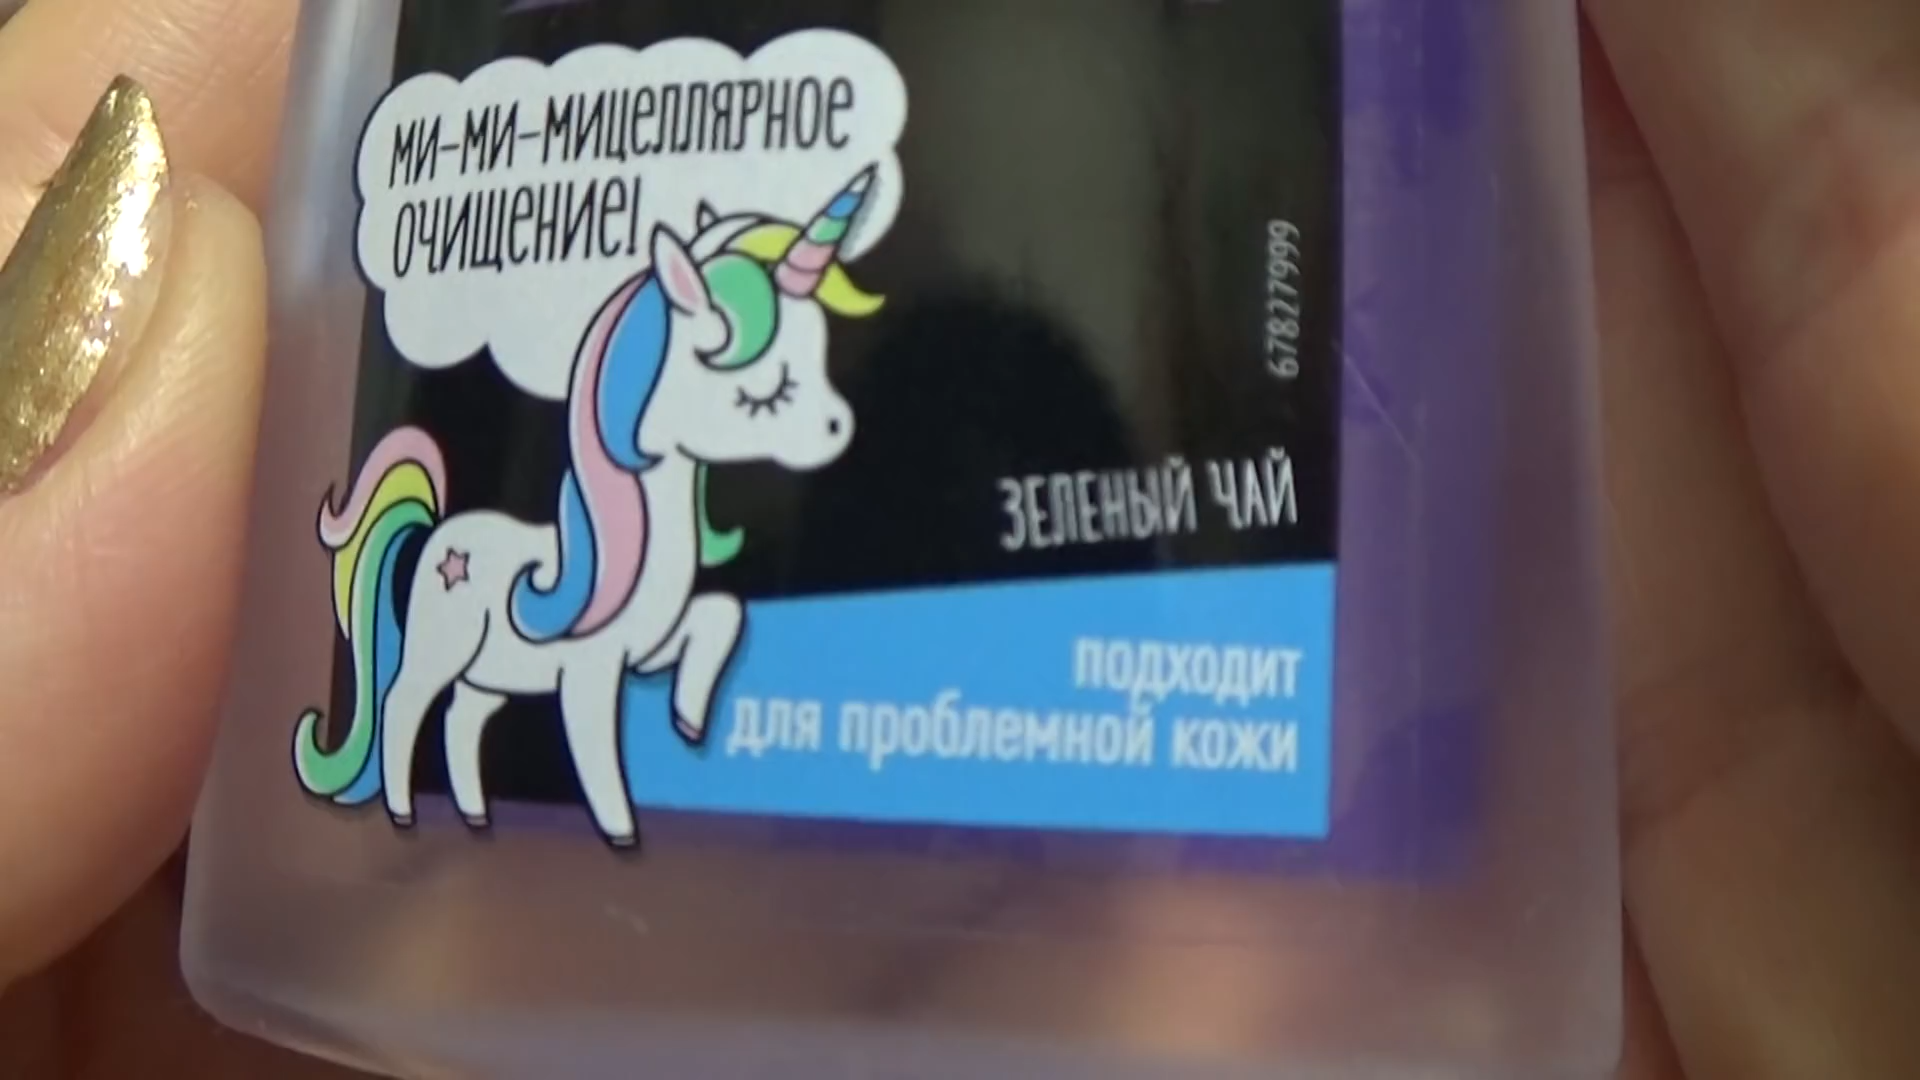 МИ-МИ-МИЦЕЛЛЯРНОЕ
ОЧИЩЕНИЕ!
67827999
ЗЕЛЕНЫЙ ЧАЙ
подходит
для проблемной кожи